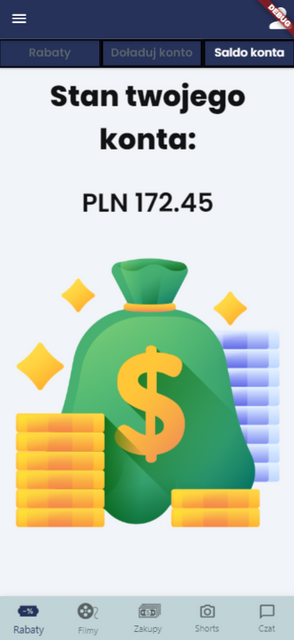 DEBUG
Rabaty
Doładuj konto
Saldo konta
Stan twojego
konta:
PLN 172.45
$
-%
Rabaty
Filmy
Zakupy
Shorts
Czat